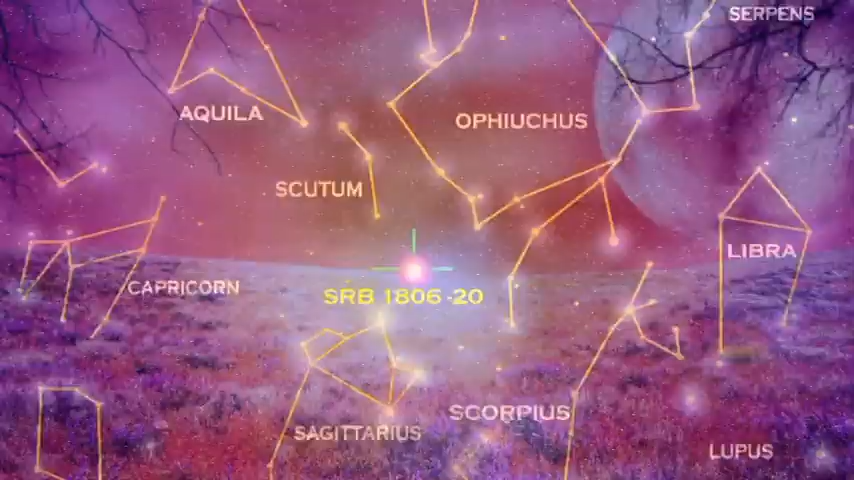 SERPENS
AQUILA
OPHIUCHUS
SCUTUM
LIBRA
CAPRICORN
SRB 1806-20
SCORPIUS
SAGITTARIUS
LUPUS